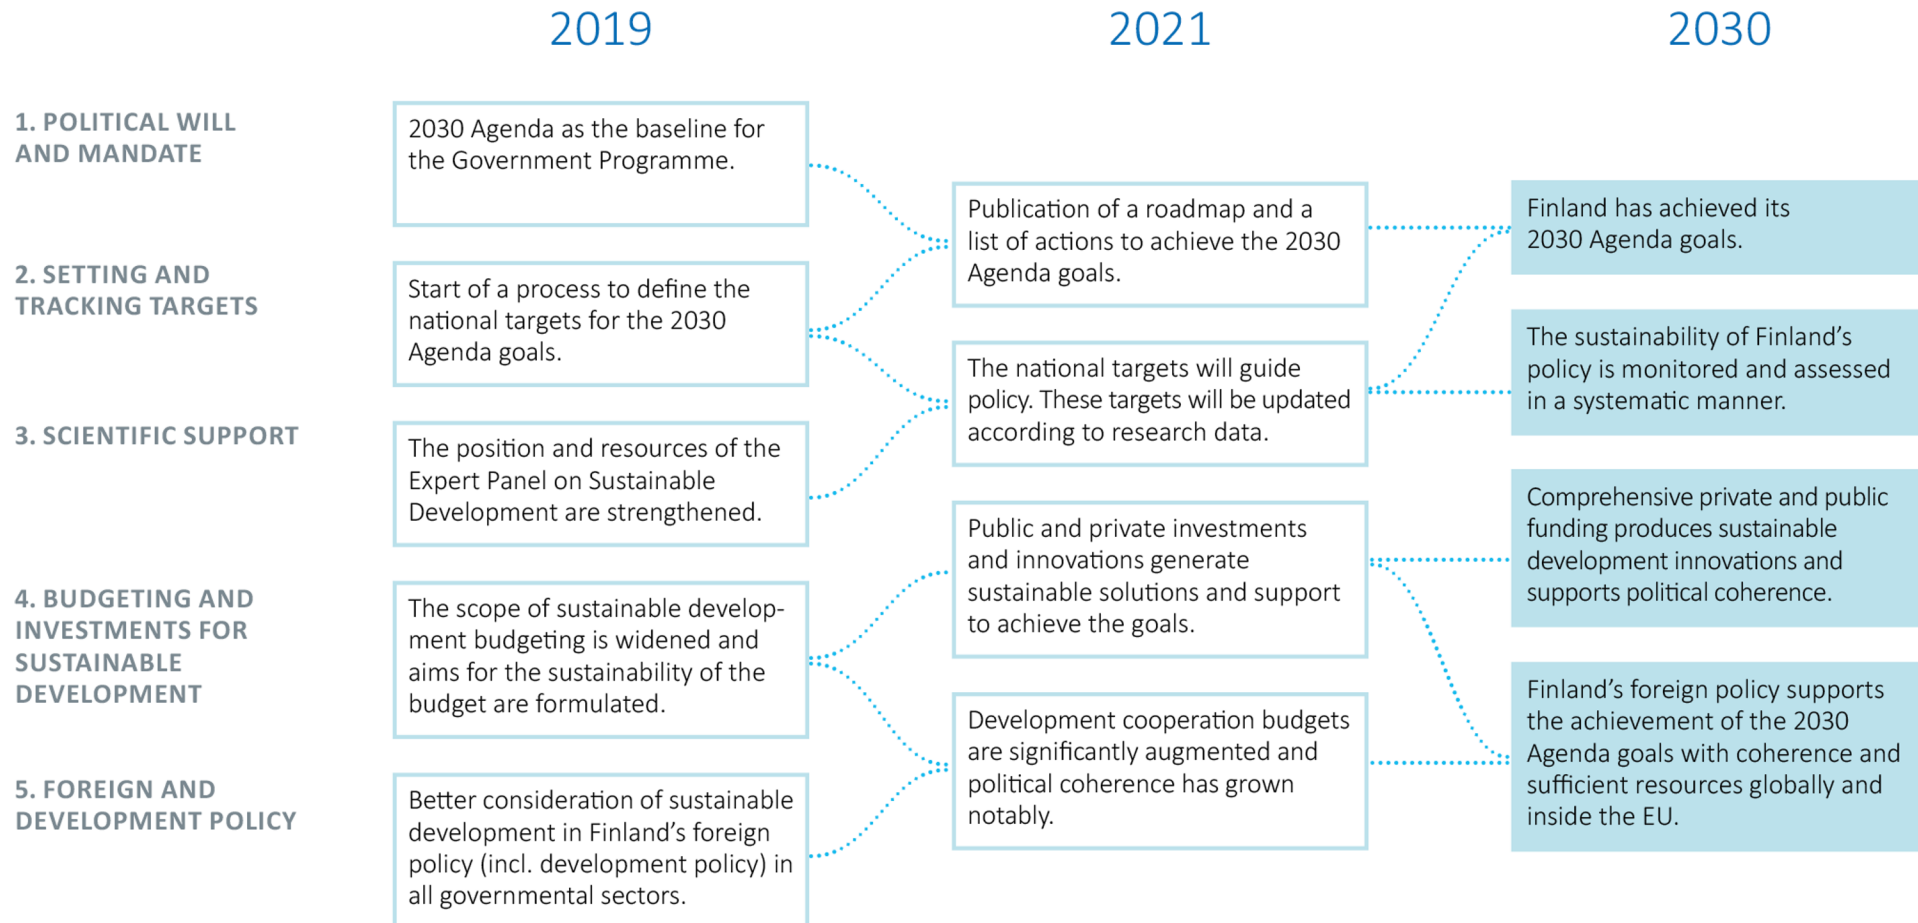 2019
2021
2030
1. POLITICAL WILL
AND MANDATE
2. SETTING AND
TRACKING TARGETS
3. SCIENTIFIC SUPPORT
4. BUDGETING AND
INVESTMENTS FOR
SUSTAINABLE
DEVELOPMENT
5. FOREIGN AND
DEVELOPMENT POLICY
2030 Agenda as the baseline for
the Government Programme.
Start of a process to define the
national targets for the 2030
Agenda goals.
The position and resources of the
Expert Panel on Sustainable
Development are strengthened.
The scope of sustainable develop-
ment budgeting is widened and
aims for the sustainability of the
budget are formulated.
Better consideration of sustainable
development in Finland’s foreign
policy (incl. development policy) in
all governmental sectors.
Publication of a roadmap and a
list of actions to achieve the 2030
Agenda goals.
The national targets will guide
policy. These targets will be updated
according to research data.
Public and private investments
and innovations generate
sustainable solutions and support
to achieve the goals.
Development cooperation budgets
are significantly augmented and
political coherence has grown
notably.
Finland has achieved its
2030 Agenda goals.
The sustainability of Finland’s
policy is monitored and assessed
in a systematic manner.
Comprehensive private and public
funding produces sustainable
development innovations and
supports political coherence.
Finland’s foreign policy supports
the achievement of the 2030
Agenda goals with coherence and
sufficient resources globally and
inside the EU.